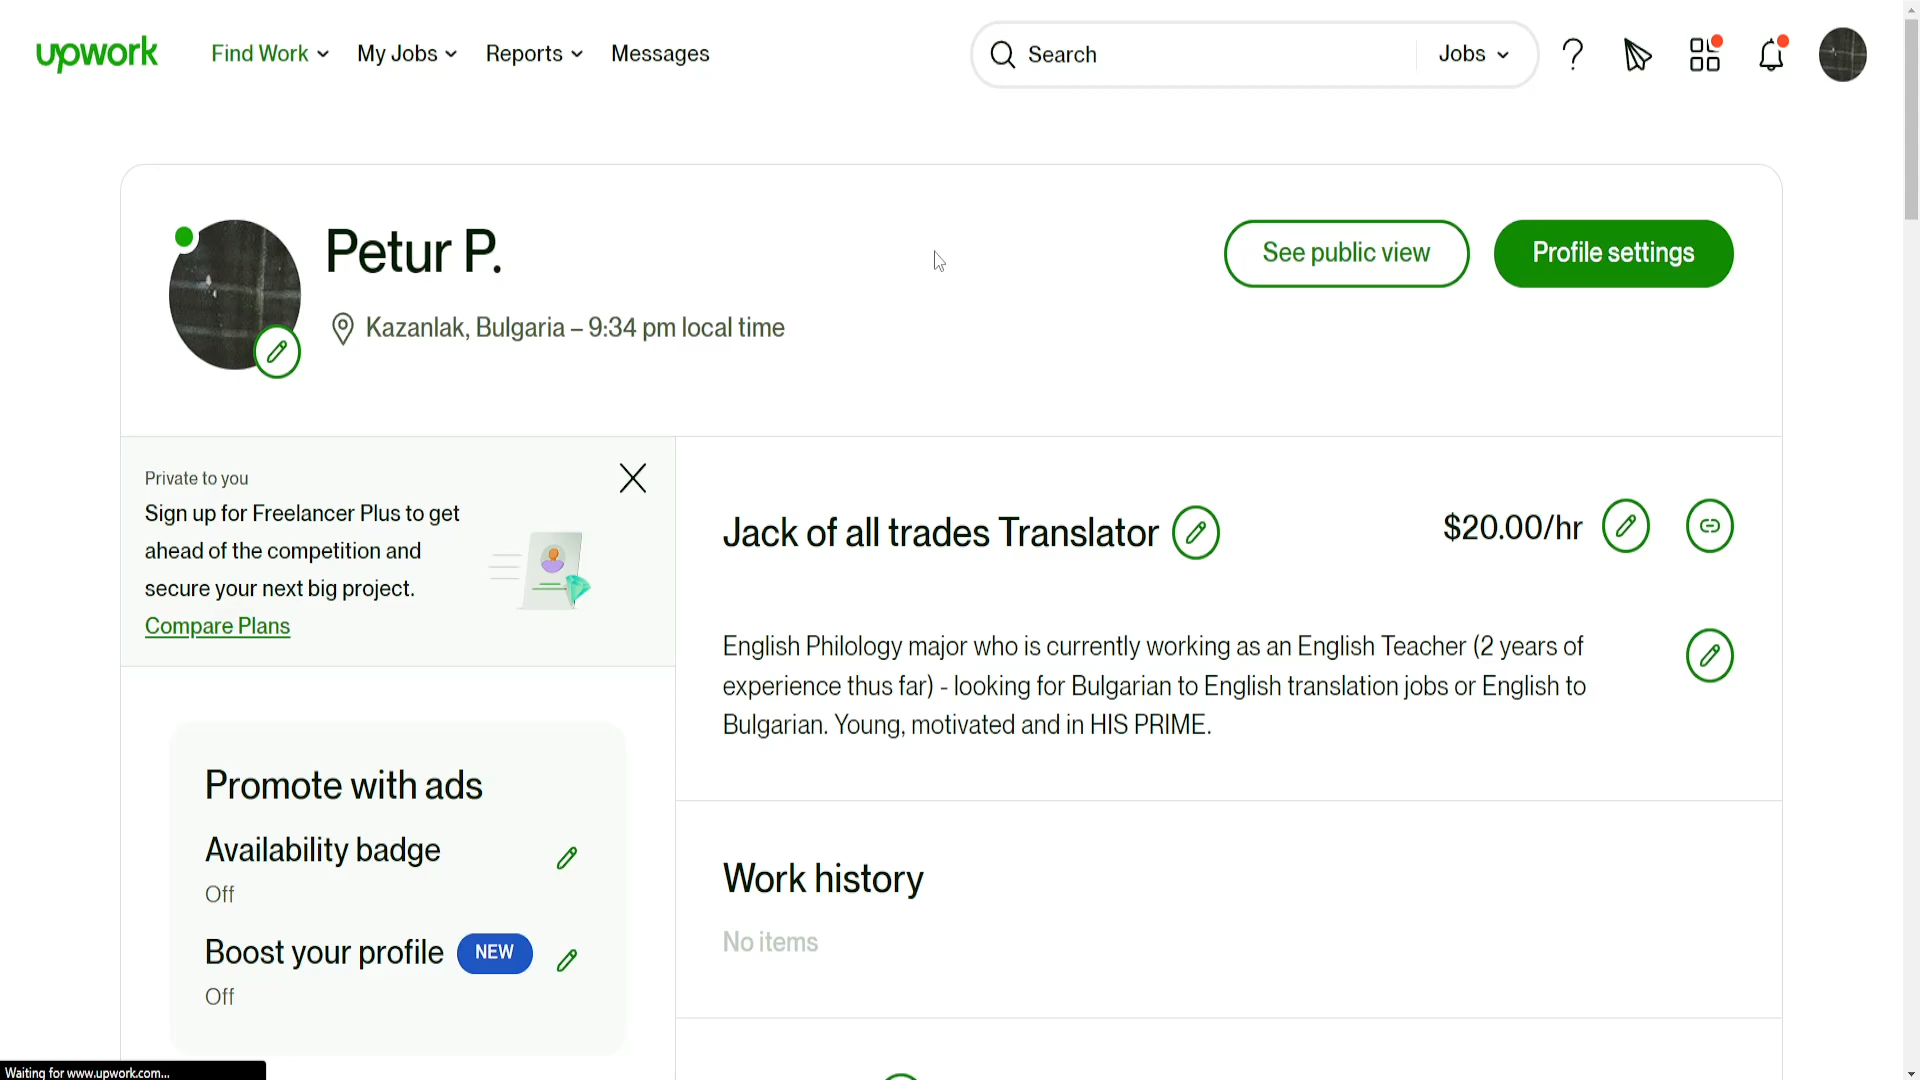 upwork
Find Work
My Jobs
Reports
Messages
Search
Jobs
Petur P.
Kazanlak, Bulgaria – 9:34 pm local time
See public view
Profile settings
Private to you
Sign up for Freelancer Plus to get
ahead of the competition and
secure your next big project.
Compare Plans
Jack of all trades Translator
$20.00/hr
English Philology major who is currently working as an English Teacher (2 years of
experience thus far) - looking for Bulgarian to English translation jobs or English to
Bulgarian. Young, motivated and in HIS PRIME.
Promote with ads
Availability badge
Off
Boost your profile
NEW
Off
Work history
No items
Waiting for www.upwork.com...